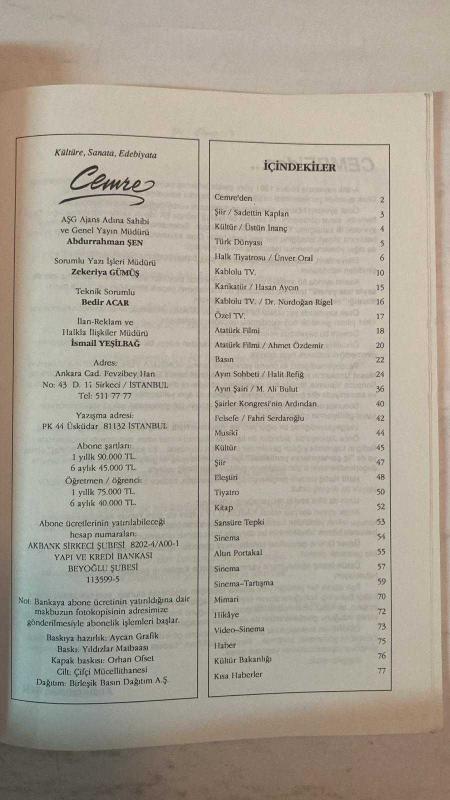 Kültüre, Sanata, Edebiyata
Cemre
AŞG Ajans Adına Sahibi
ve Genel Yayın Müdürü
Abdurrahman ŞEN
Sorumlu Yazı İşleri Müdürü
Zekeriya GÜMÜŞ
Teknik Sorumlu
Bedir ACAR
İlan-Reklam ve
Halkla İlişkiler Müdürü
İsmail YEŞİLBAĞ
Adres:
Ankara Cad. Fevzibey Han
No: 43 D. 11 Sirkeci / İSTANBUL
Tel: 511 77 77
Yazışma adresi:
PK 44 Üsküdar 81132 İSTANBUL
Abone şartları:
1 yıllık 90.000 TL.
6 aylık 45.000 TL.
Öğretmen / öğrenci:
1 yıllık 75.000 TL.
6 aylık 40.000 TL.
Abone ücretlerinin yatırılabileceği
hesap numaraları:
AKBANK SİRKECİ ŞUBESİ 8202-4/A00-1
YAPI VE KREDİ BANKASI
BEYOĞLU ŞUBESİ
113599-5
Not: Bankaya abone ücretinin yatırıldığına dair
makbuzun fotokopisinin adresimize
gönderilmesiyle abonelik işlemleri başlar.
Baskıya hazırlık: Aycan Grafik
Baskı: Yıldızlar Matbaası
Kapak baskısı: Orhan Ofset
Cilt: Çifçi Mücellithanesi
Dağıtım: Birleşik Basın Dağıtım A.Ş.
İÇİNDEKİLER
Cemre'den 2
Şiir / Sadettin Kaplan 3
Kültür / Üstün İnanç 4
Türk Dünyası 5
Halk Tiyatrosu / Ünver Oral 6
Kablolu TV. 10
Karikatür / Hasan Aycın 15
Kablolu TV. / Dr. Nurdoğan Rigel 16
Özel TV. 17
Atatürk Filmi 18
Atatürk Filmi / Ahmet Özdemir 20
Basın 22
Ayın Sohbeti / Halit Refiğ 24
Ayın Şairi / M. Ali Bulut 36
Şairler Kongresi'nin Ardından 40
Felsefe / Fahri Serdaroğlu 42
Musıkî 44
Kültür 45
Şiir 47
Eleştiri 48
Tiyatro 50
Kitap 52
Sansüre Tepki 53
Sinema 54
Altın Portakal 55
Sinema 57
Sinema-Tartışma 59
Mimari 70
Hikâye 72
Video-Sinema 73
Haber 75
Kültür Bakanlığı 76
Kısa Haberler 77